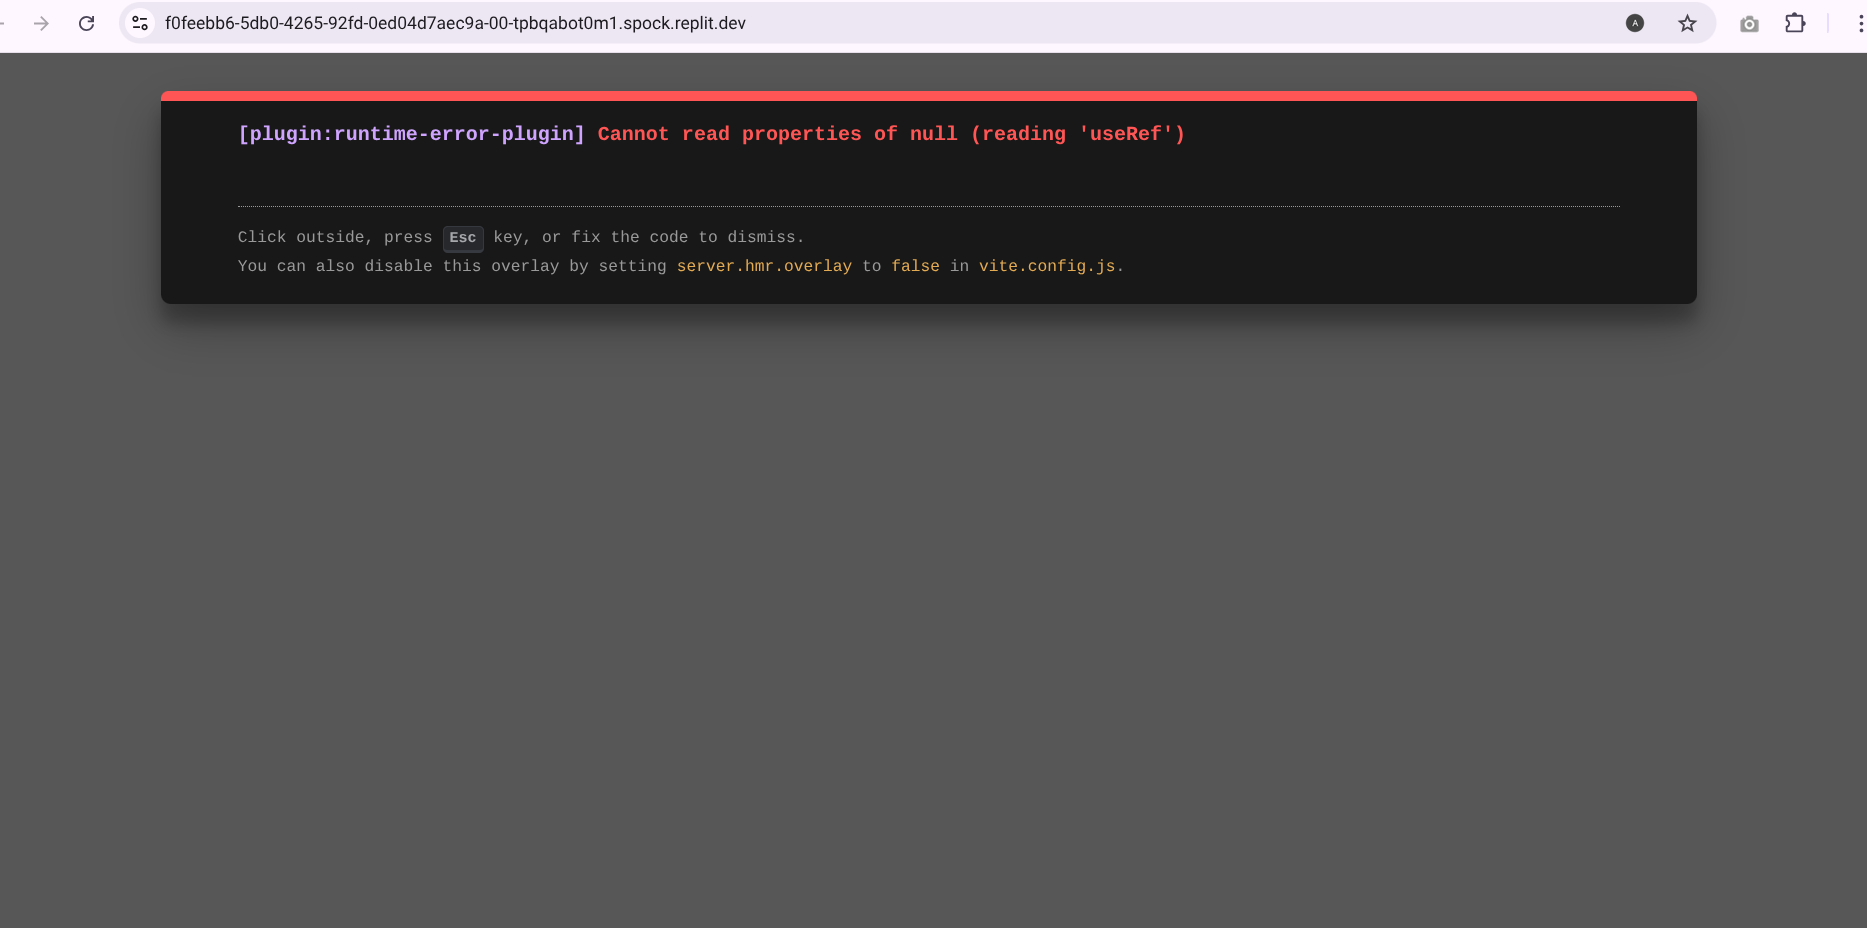 f0feebb6-5db0-4265-92fd-0ed04d7aec9a-00-tpbqabot0m1.spock.replit.dev
A
[plugin:runtime-error-plugin] Cannot read properties of null (reading 'useRef')
Click outside, press Esc key, or fix the code to dismiss.
You can also disable this overlay by setting server.hmr.overlay to false in vite.config.js.